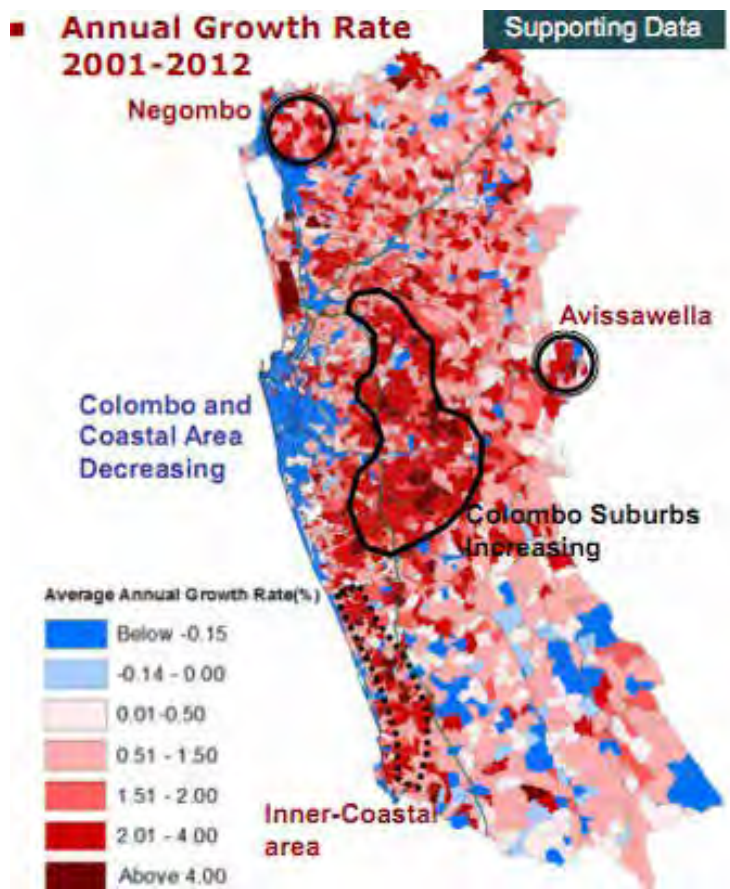 Annual Growth Rate
2001-2012
Supporting Data
Negombo
Avissawella
Colombo and
Coastal Area
Decreasing
Colombo Suburbs
Increasing
Average Annual Growth Rate(%)
Below -0.15
-0.14 - 0.00
0.01-0.50
0.51 - 1.50
1.51 - 2.00
2.01 - 4.00
Above 4.00
Inner-Coastal
area